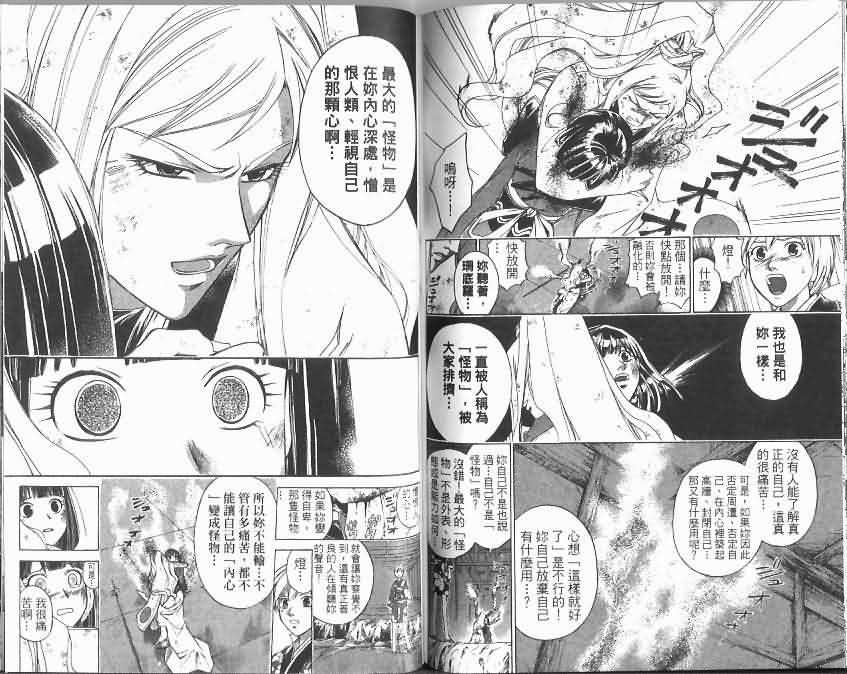 嗚呀…！
燈！
什麼…
那個…請妳
快點放開！
否則妳會被
融化的…
快放開
…
妳聽著，
珊底羅…
我也是和
妳一樣…
一直被人稱為
「怪物」，被
大家排擠…
沒有人能了解真
正的自己，這真
的很痛苦…
可是，如果妳因此
否定周遭、否定自
己，在內心裡築起
高牆、封閉自己，
那又有什麼用呢？
妳自己不是也說
過…自己不是「
怪物」嗎？
沒錯！最大的「怪
物」不是外表、形
心想「這樣就好
了」是不行的！
妳自己放棄自己
有什麼用…？
最大的「怪物」是
在妳內心深處，憎
恨人類、輕視自己
的那顆心啊…
如果妳變
得自卑，
那隻怪物
就會讓妳察覺不
到，還有真正善
良的人在傾聽妳
的聲音！
燈…
所以妳不能輸…不
管有多痛苦，都不
能讓自己的「內心
」變成怪物…
可是…
我很痛
苦啊…